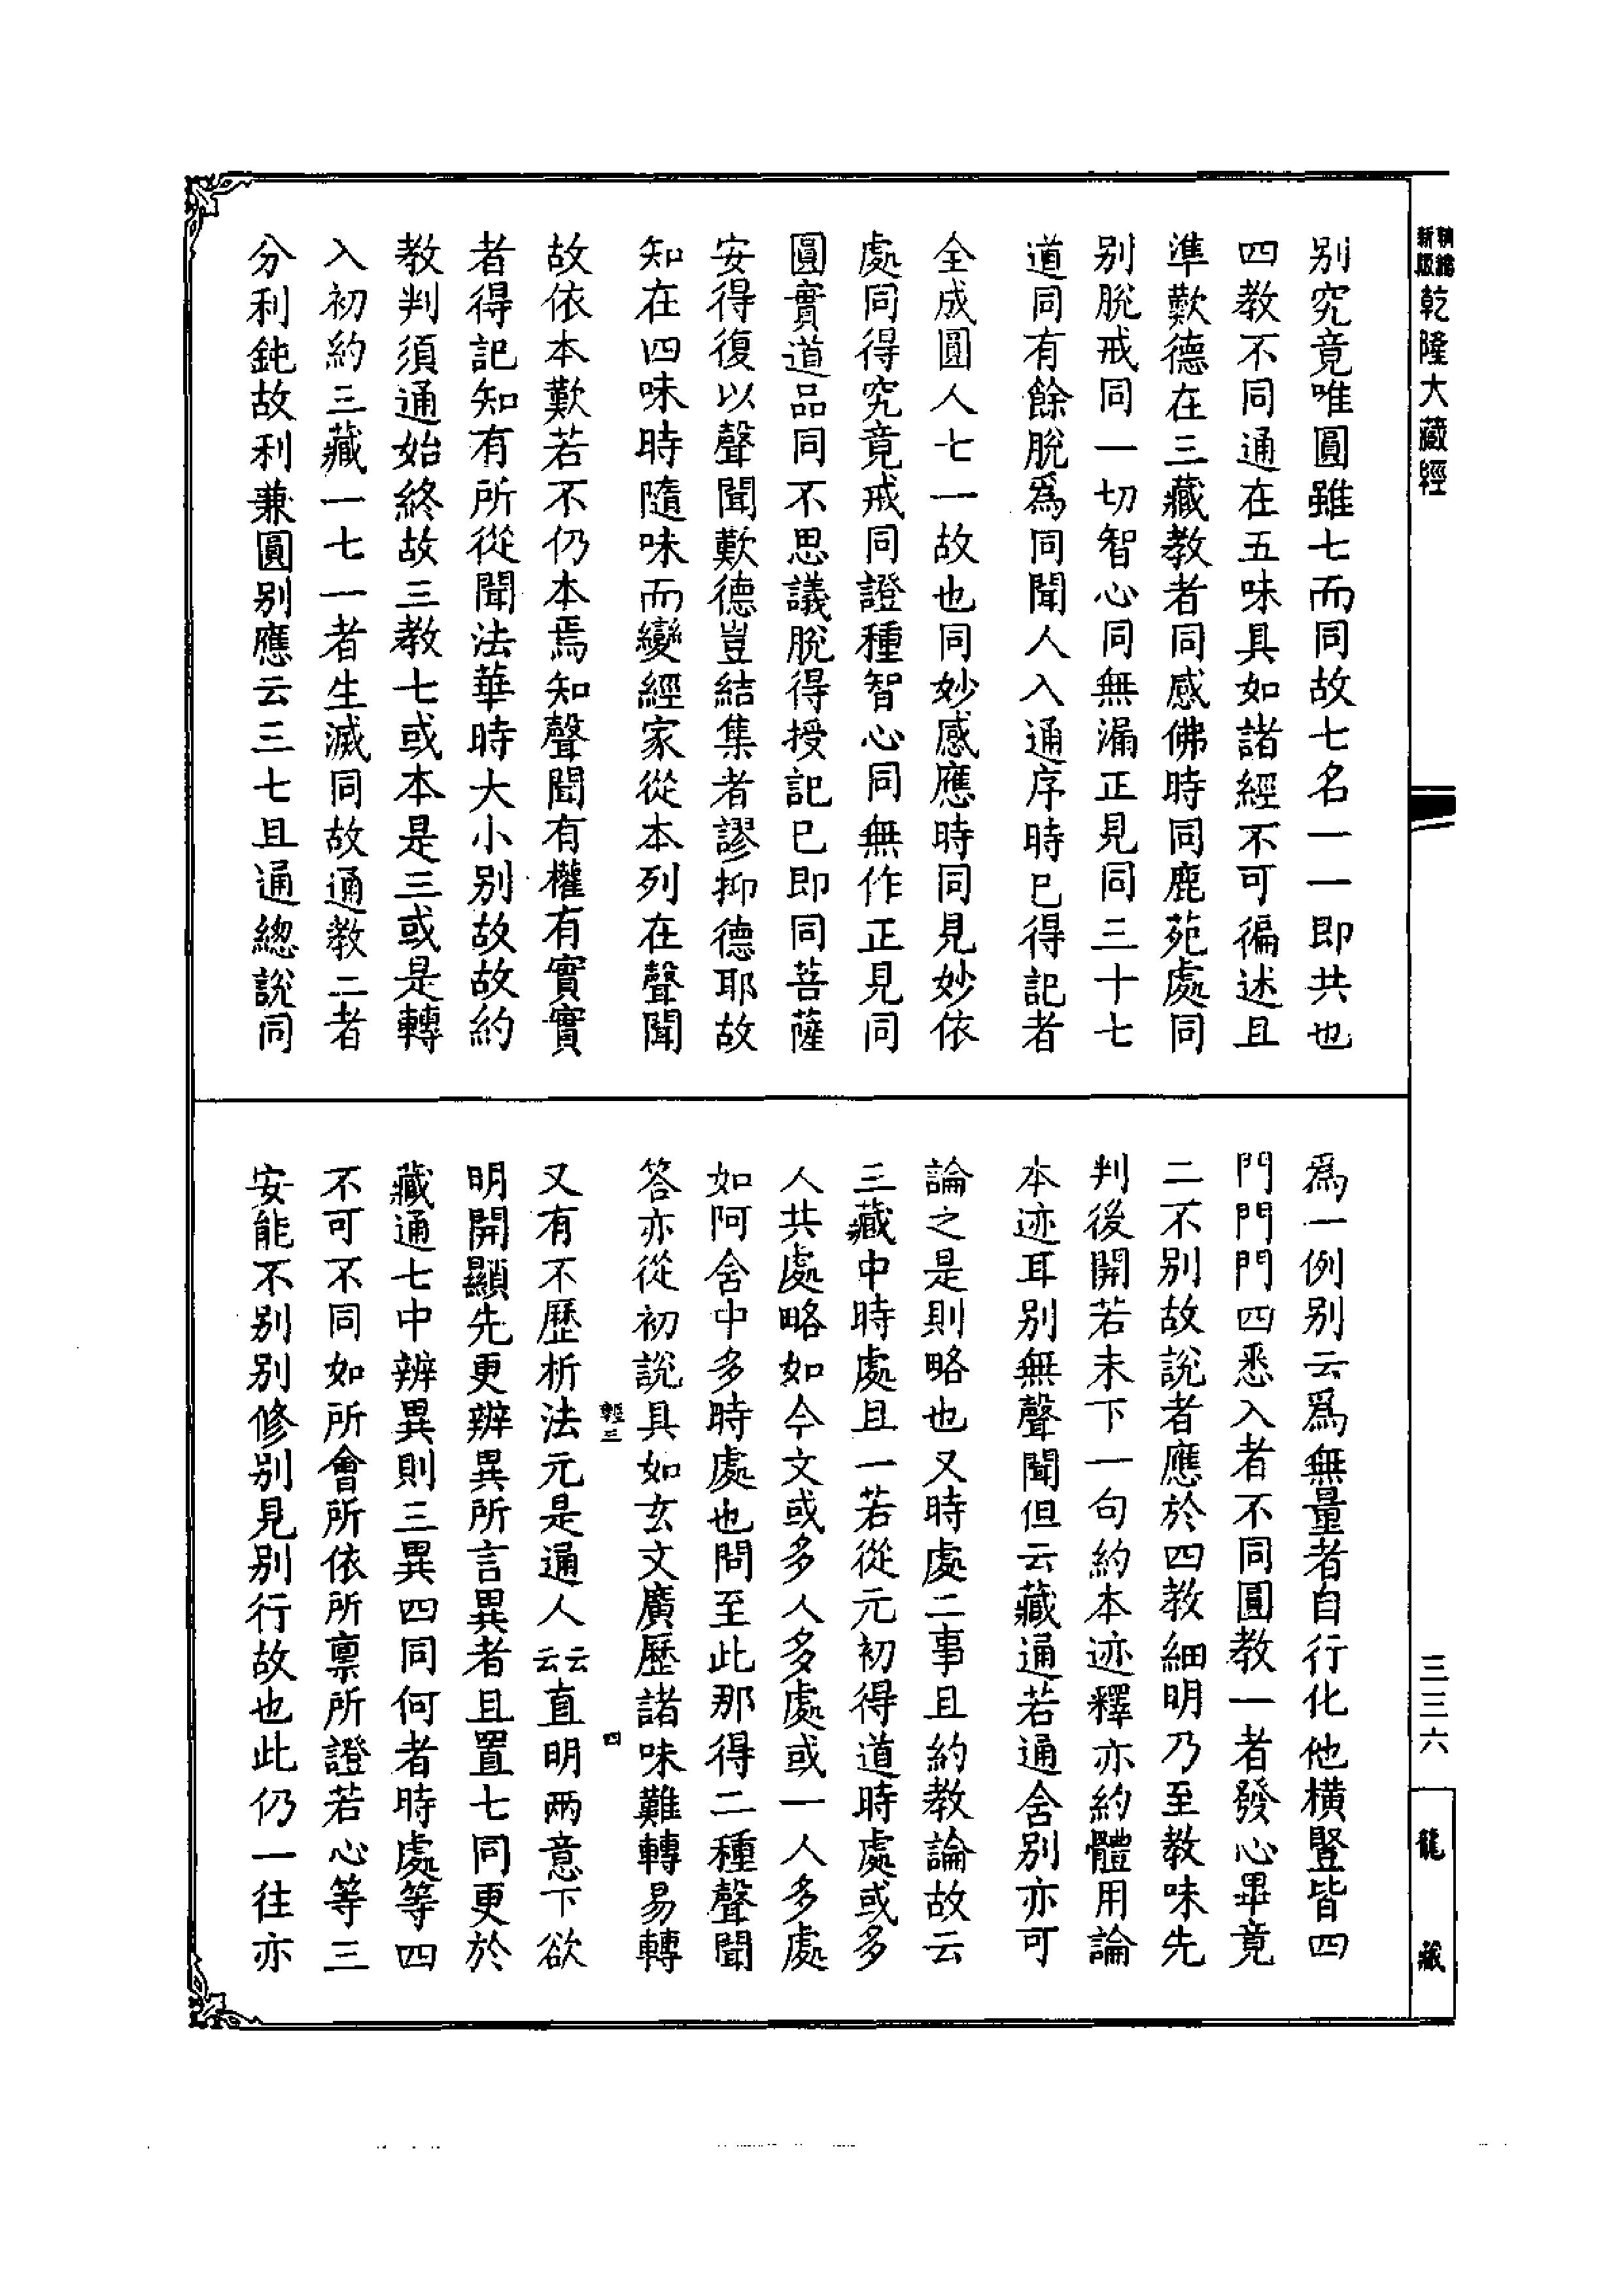 新編縮版乾隆大藏經
別究竟唯圓雖七而同故七名一一即共也
四教不同通在五味具如諸經不可徧述且
準歎德在三藏教者同感佛時同鹿苑處同
別脫戒同一切智心同無漏正見同三十七
道同有餘脫爲同聞人入通序時已得記者
全成圓人七一故也同妙感應時同見妙依
處同得究竟戒同證種智心同無作正見同
圓實道品同不思議脫得授記已即同菩薩
安得復以聲聞歎德豈結集者謬抑德耶故
知在四味時隨味而變經家從本列在聲聞
故依本歎若不仍本焉知聲聞有權有實實
者得記知有所從聞法華時大小別故故約
教判須通始終故三教七或本是三或是轉
入初約三藏一七一者生滅同故通教二者
分利鈍故利兼圓別應云三七且通總說同
爲一例別云爲無量者自行化他橫豎皆四
門門門門四悉入者不同圓教一者發心畢竟
二不別故說者應於四教細明乃至教味先
判後開若未下一句約本迹釋亦約體用論
本迹耳別無聲聞但云藏通若通含別亦可
論之是則略也又時處二事且約教論故云
三藏中時處且一若從元初得道時處或多
人共處略如今文或多人多處或一人多處
如阿含中多時處也問至此那得二種聲聞
答亦從初說具如玄文廣歷諸味難轉易轉
四
又有不歷析法元是通人云云直明兩意下欲
明開顯先更辨異所言異者且置七同更於
藏通七中辨異則三異四同何者時處等四
不可不同如所會所依所稟所證若心等三
安能不別別修別見別行故也此仍一往亦
三三六
龍藏